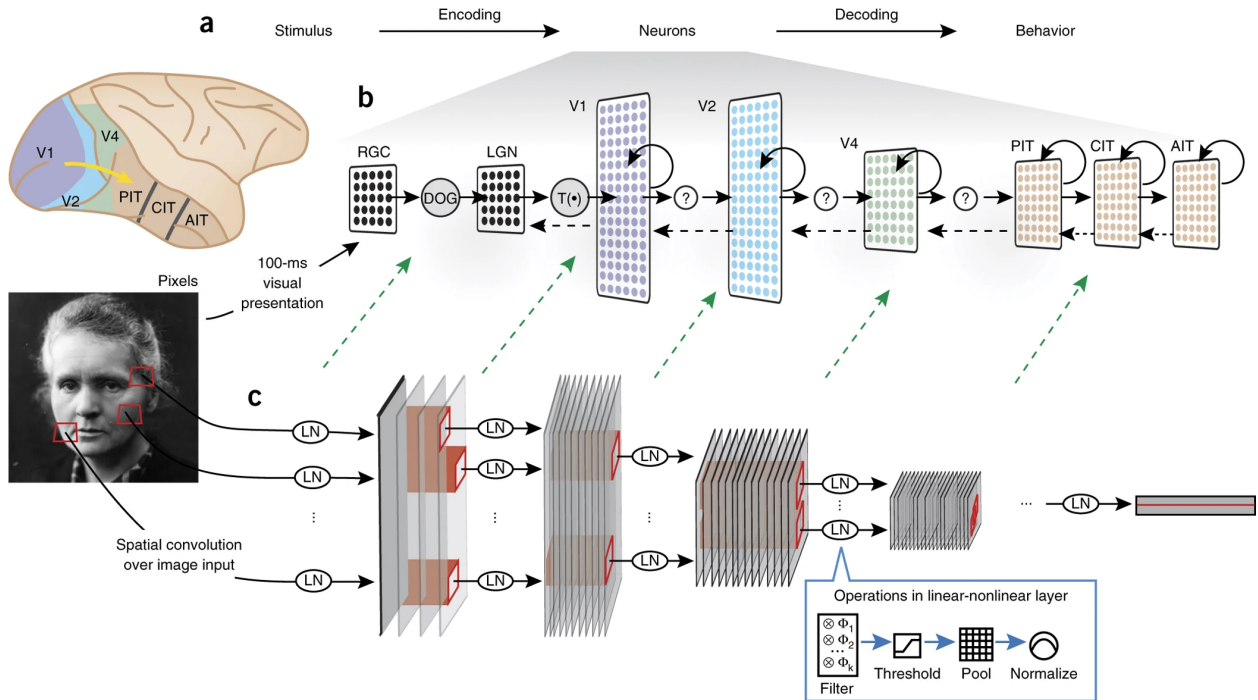 a
Stimulus
Encoding
Neurons
Decoding
Behavior
b
V1
V2
V4
PIT
CIT
AIT
RGC
DOG
LGN
T(•)
V1
?
V2
?
V4
?
PIT
CIT
AIT
100-ms
visual
presentation
Pixels
c
LN
LN
LN
LN
LN
LN
LN
LN
LN
LN
LN
...
...
...
...
LN
Spatial convolution
over image input
Operations in linear-nonlinear layer
⊗ Φ1
⊗ Φ2
...
⊗ Φk
Filter
Threshold
Pool
Normalize